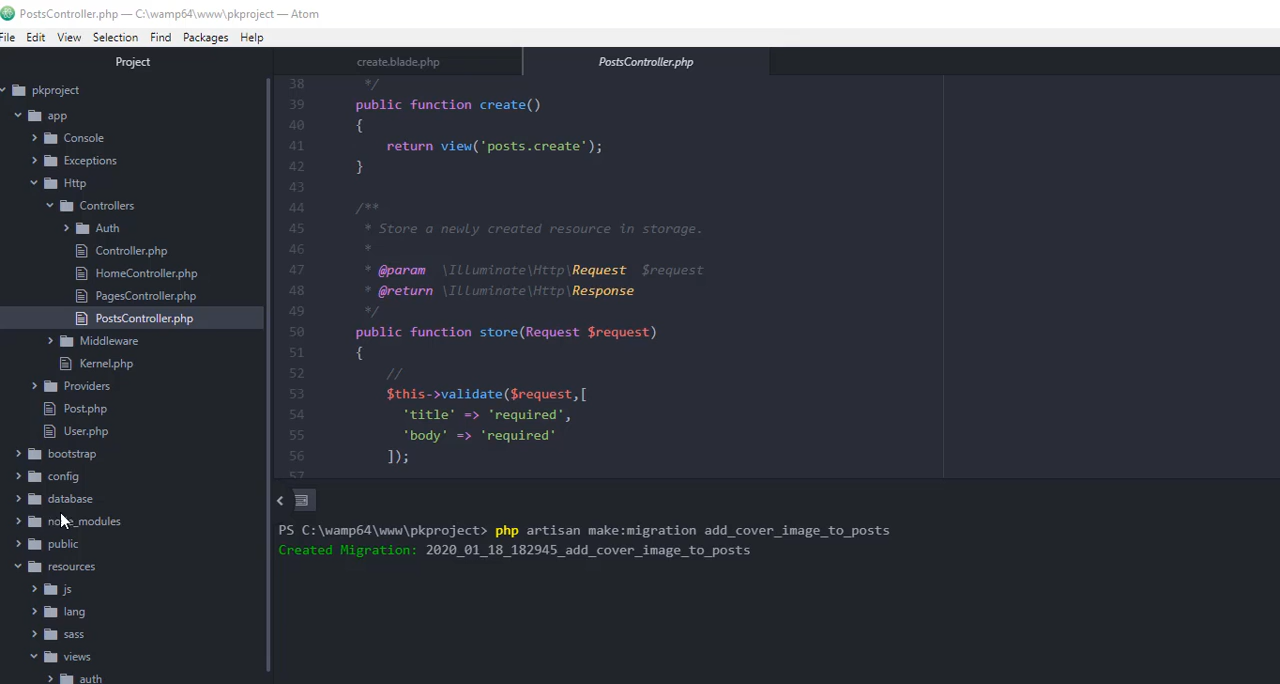 PostsController.php — C:\wamp64\www\pkproject — Atom
File Edit View Selection Find Packages Help
Project
pkproject
app
Console
Exceptions
Http
Controllers
Auth
Controller.php
HomeController.php
PagesController.php
PostsController.php
Middleware
Kernel.php
Providers
Post.php
User.php
bootstrap
config
database
node_modules
public
resources
js
lang
sass
views
auth
create.blade.php PostsController.php
38 */
39 public function create()
40 {
41 return view('posts.create');
42 }
43
44 /**
45 * Store a newly created resource in storage.
46 *
47 * @param \Illuminate\Http\Request $request
48 * @return \Illuminate\Http\Response
49 */
50 public function store(Request $request)
51 {
52 //
53 $this->validate($request,[
54 'title' => 'required',
55 'body' => 'required'
56 ]);
57
PS C:\wamp64\www\pkproject> php artisan make:migration add_cover_image_to_posts
Created Migration: 2020_01_18_182945_add_cover_image_to_posts